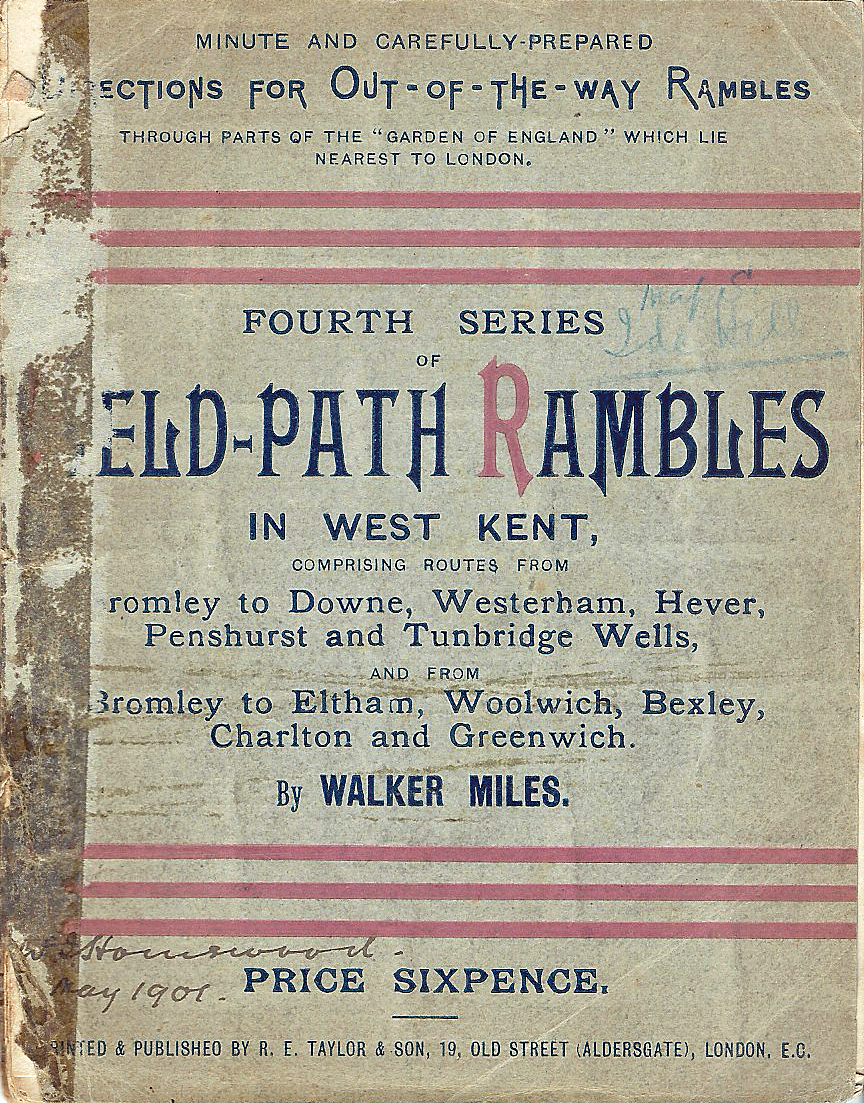 MINUTE AND CAREFULLY-PREPARED
ECTIONS FOR OUT-OF-THE-WAY RAMBLES
THROUGH PARTS OF THE "GARDEN OF ENGLAND" WHICH LIE
NEAREST TO LONDON.
FOURTH SERIES
Ide Hill
OF
ELD-PATH RAMBLES
IN WEST KENT,
COMPRISING ROUTES FROM
romley to Downe, Westerham, Hever,
Penshurst and Tunbridge Wells,
AND FROM
Bromley to Eltham, Woolwich, Bexley,
Charlton and Greenwich.
By WALKER MILES.
May 1901.
PRICE SIXPENCE.
INTED & PUBLISHED BY R. E. TAYLOR & SON, 19, OLD STREET (ALDERSGATE), LONDON, E.C.